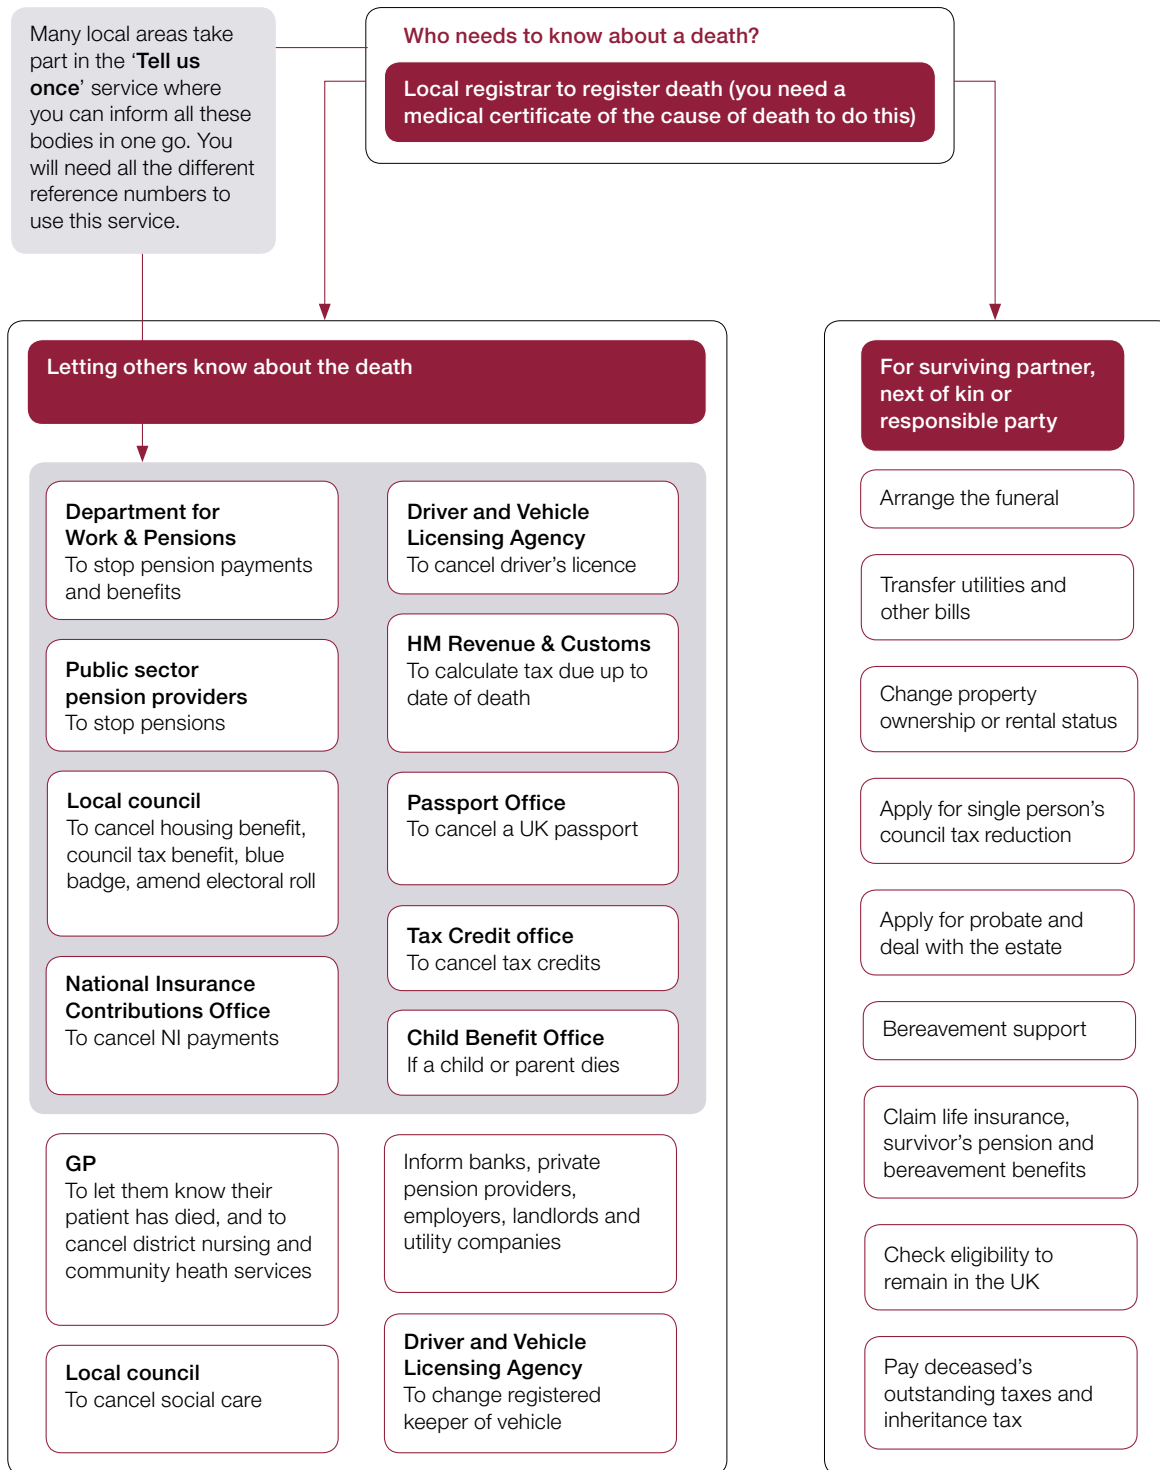 Many local areas take
part in the ‘Tell us
once’ service where
you can inform all these
bodies in one go. You
will need all the different
reference numbers to
use this service.
Who needs to know about a death?
Local registrar to register death (you need a
medical certificate of the cause of death to do this)
Letting others know about the death
Department for
Work & Pensions
To stop pension payments
and benefits
Public sector
pension providers
To stop pensions
Local council
To cancel housing benefit,
council tax benefit, blue
badge, amend electoral roll
National Insurance
Contributions Office
To cancel NI payments
Driver and Vehicle
Licensing Agency
To cancel driver’s licence
HM Revenue & Customs
To calculate tax due up to
date of death
Passport Office
To cancel a UK passport
Tax Credit office
To cancel tax credits
Child Benefit Office
If a child or parent dies
GP
To let them know their
patient has died, and to
cancel district nursing and
community heath services
Local council
To cancel social care
Inform banks, private
pension providers,
employers, landlords and
utility companies
Driver and Vehicle
Licensing Agency
To change registered
keeper of vehicle
For surviving partner,
next of kin or
responsible party
Arrange the funeral
Transfer utilities and
other bills
Change property
ownership or rental status
Apply for single person’s
council tax reduction
Apply for probate and
deal with the estate
Bereavement support
Claim life insurance,
survivor’s pension and
bereavement benefits
Check eligibility to
remain in the UK
Pay deceased’s
outstanding taxes and
inheritance tax